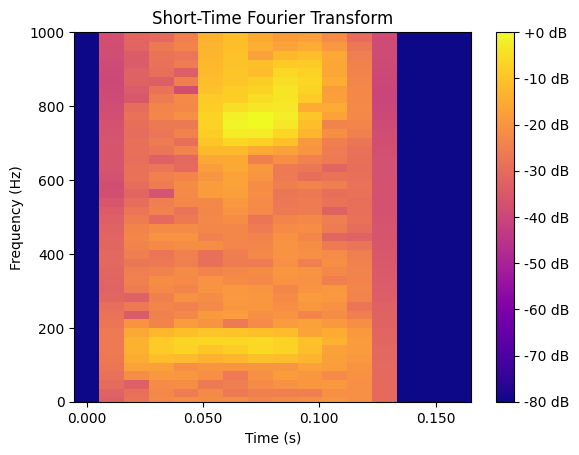 Short-Time Fourier Transform
1000
800
600
400
200
0
Frequency (Hz)
0.000
0.050
0.100
0.150
Time (s)
+0 dB
-10 dB
-20 dB
-30 dB
-40 dB
-50 dB
-60 dB
-70 dB
-80 dB